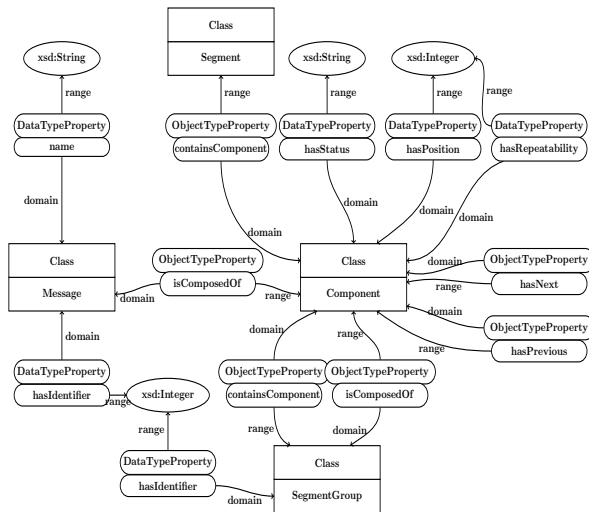 Class
Segment
xsd:String
xsd:String
xsd:Integer
range
range
range
range
range
DataTypeProperty
name
ObjectTypeProperty
containsComponent
DataTypeProperty
hasStatus
DataTypeProperty
hasPosition
DataTypeProperty
hasRepeatability
domain
domain
domain
domain
domain
Class
Message
ObjectTypeProperty
isComposedOf
domain
range
Class
Component
domain
range
ObjectTypeProperty
hasNext
domain
range
ObjectTypeProperty
hasPrevious
domain
domain
range
DataTypeProperty
hasIdentifier
range
xsd:Integer
ObjectTypeProperty
containsComponent
ObjectTypeProperty
isComposedOf
range
range
domain
DataTypeProperty
hasIdentifier
domain
Class
SegmentGroup